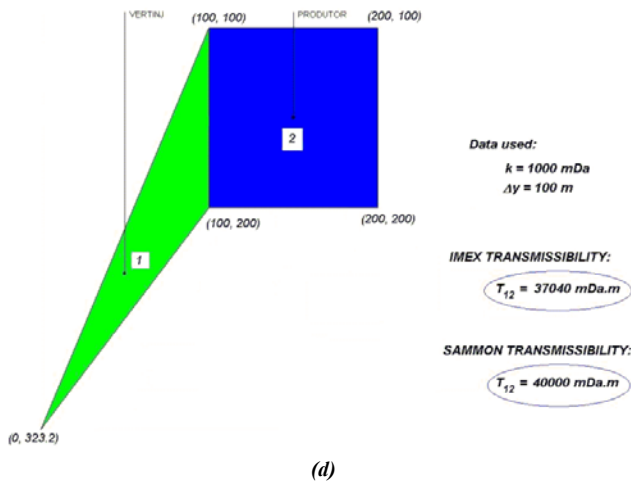 VERTINJ
PRODUTOR
(100, 100)
(200, 100)
2
Data used:
k = 1000 mDa
Δy = 100 m
(100, 200)
(200, 200)
1
IMEX TRANSMISSIBILITY:
T12 = 37040 mDa.m
SAMMON TRANSMISSIBILITY:
T12 = 40000 mDa.m
(0, 323.2)
(d)